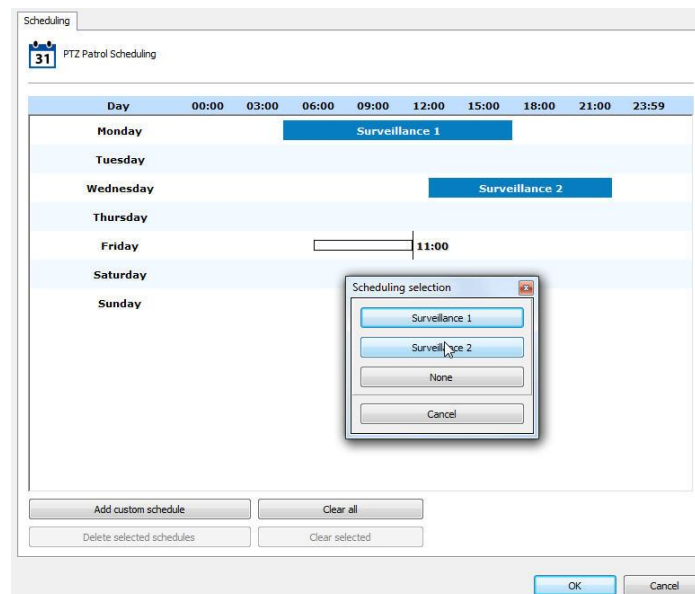 Scheduling
31 PTZ Patrol Scheduling
Day 00:00 03:00 06:00 09:00 12:00 15:00 18:00 21:00 23:59
Monday Surveillance 1
Tuesday
Wednesday Surveillance 2
Thursday
Friday 11:00
Saturday
Sunday
Scheduling selection
Surveillance 1
Surveillance 2
None
Cancel
Add custom schedule Clear all
Delete selected schedules Clear selected
OK Cancel